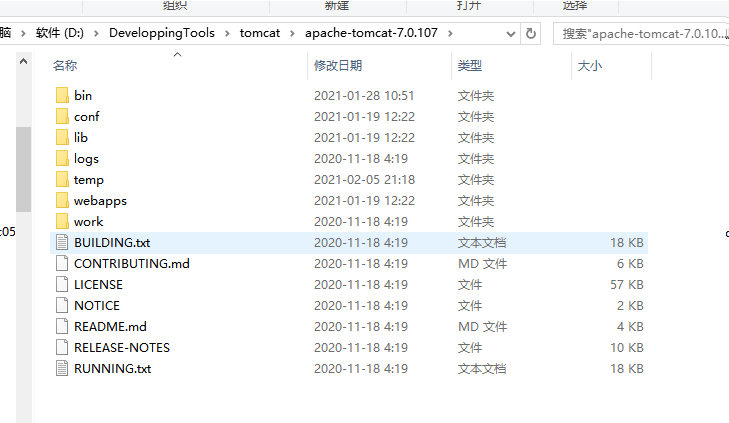 组织 新建 打开 选择
脑 › 软件 (D:) › DeveloppingTools › tomcat › apache-tomcat-7.0.107 › 搜索"apache-tomcat-7.0.10...
名称 修改日期 类型 大小
bin 2021-01-28 10:51 文件夹
conf 2021-01-19 12:22 文件夹
lib 2021-01-19 12:22 文件夹
logs 2020-11-18 4:19 文件夹
temp 2021-02-05 21:18 文件夹
webapps 2021-01-19 12:22 文件夹
work 2020-11-18 4:19 文件夹
c05 BUILDING.txt 2020-11-18 4:19 文本文档 18 KB
CONTRIBUTING.md 2020-11-18 4:19 MD 文件 6 KB
LICENSE 2020-11-18 4:19 文件 57 KB
NOTICE 2020-11-18 4:19 文件 2 KB
README.md 2020-11-18 4:19 MD 文件 4 KB
RELEASE-NOTES 2020-11-18 4:19 文件 10 KB
RUNNING.txt 2020-11-18 4:19 文本文档 18 KB